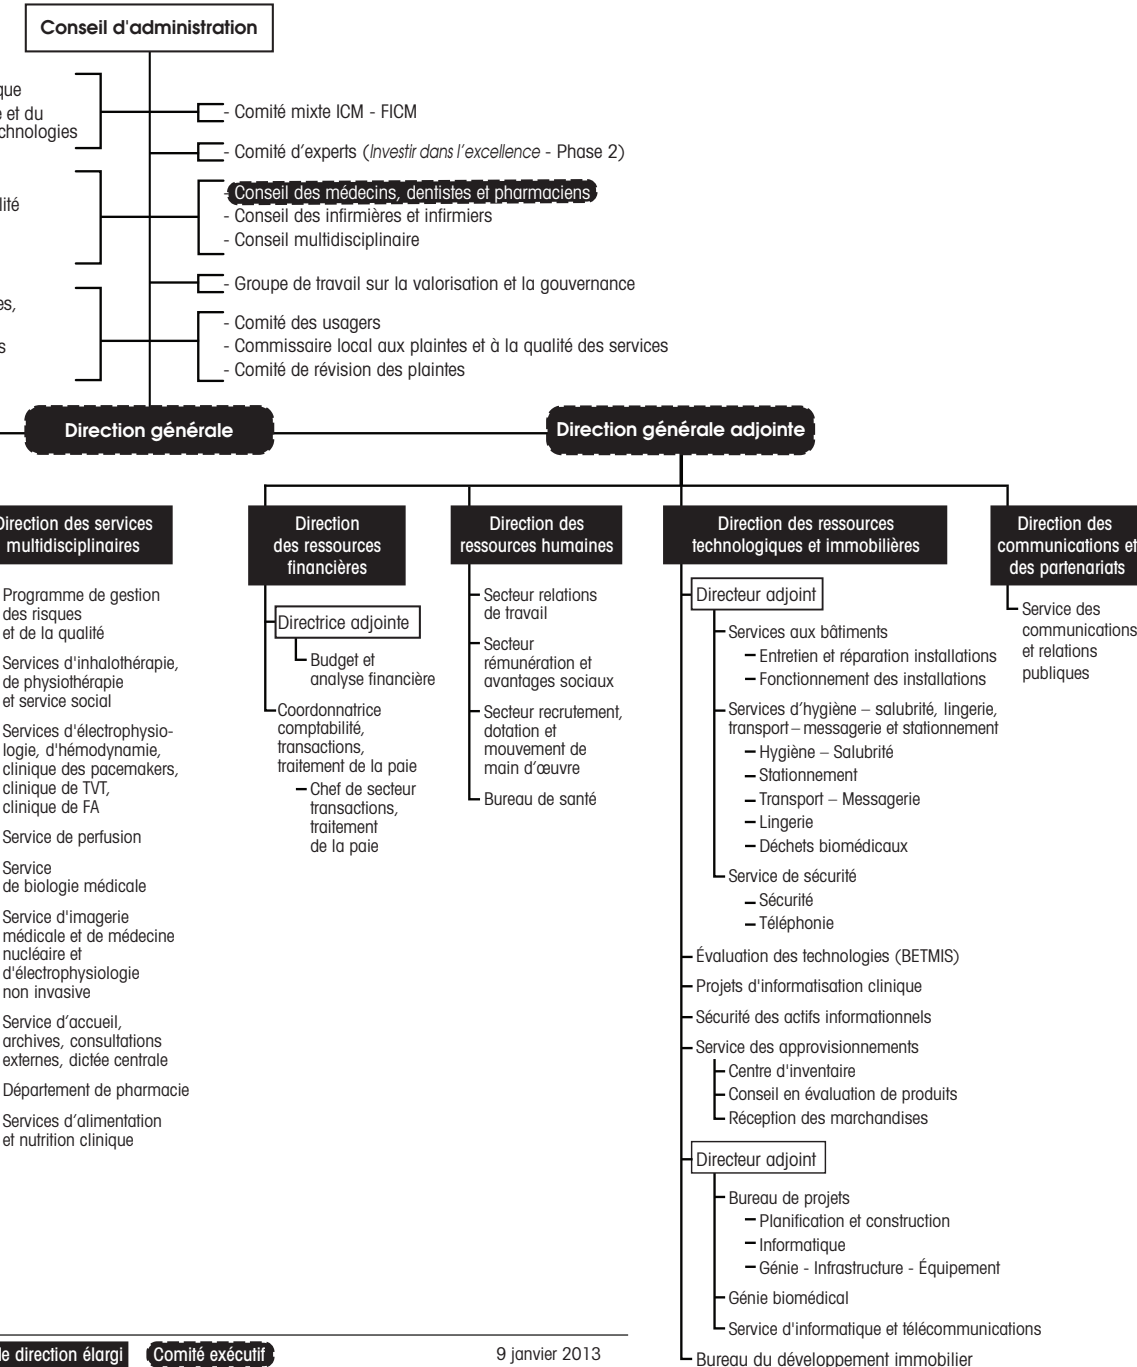 Conseil d'administration
et du
- Comité mixte ICM - FICM
- Comité d'experts (Investir dans l'excellence - Phase 2)
- Conseil des médecins, dentistes et pharmaciens
- Conseil des infirmières et infirmiers
- Conseil multidisciplinaire
- Groupe de travail sur la valorisation et la gouvernance
- Comité des usagers
- Commissaire local aux plaintes et à la qualité des services
- Comité de révision des plaintes
Direction générale
Direction générale adjointe
Direction des services
multidisciplinaires
Programme de gestion
des risques
et de la qualité
Services d'inhalothérapie,
de physiothérapie
et service social
Services d'électrophysio-
logie, d'hémodynamie,
clinique des pacemakers,
clinique de TVT,
clinique de FA
Service de perfusion
Service
de biologie médicale
Service d'imagerie
médicale et de médecine
nucléaire et
d'électrophysiologie
non invasive
Service d'accueil,
archives, consultations
externes, dictée centrale
Département de pharmacie
Services d'alimentation
et nutrition clinique
Direction
des ressources
financières
Directrice adjointe
Budget et
analyse financière
Coordonnatrice
comptabilité,
transactions,
traitement de la paie
– Chef de secteur
transactions,
traitement
de la paie
Direction des
ressources humaines
Secteur relations
de travail
Secteur
rémunération et
avantages sociaux
Secteur recrutement,
dotation et
mouvement de
main d'œuvre
Bureau de santé
Direction des ressources
technologiques et immobilières
Directeur adjoint
Services aux bâtiments
– Entretien et réparation installations
– Fonctionnement des installations
Services d'hygiène – salubrité, lingerie,
transport – messagerie et stationnement
– Hygiène – Salubrité
– Stationnement
– Transport – Messagerie
– Lingerie
– Déchets biomédicaux
Service de sécurité
– Sécurité
– Téléphonie
Évaluation des technologies (BETMIS)
Projets d'informatisation clinique
Sécurité des actifs informationnels
Service des approvisionnements
Centre d'inventaire
Conseil en évaluation de produits
Réception des marchandises
Directeur adjoint
Bureau de projets
– Planification et construction
– Informatique
– Génie - Infrastructure - Équipement
Génie biomédical
Service d'informatique et télécommunications
Bureau du développement immobilier
Direction des
communications et
des partenariats
Service des
communications
et relations
publiques
de direction élargi
Comité exécutif
9 janvier 2013